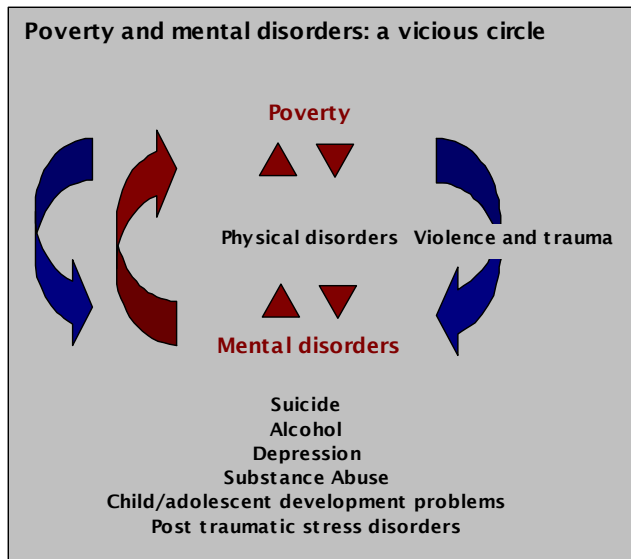 Poverty and mental disorders: a vicious circle
Poverty
Physical disorders
Violence and trauma
Mental disorders
Suicide
Alcohol
Depression
Substance Abuse
Child/adolescent development problems
Post traumatic stress disorders